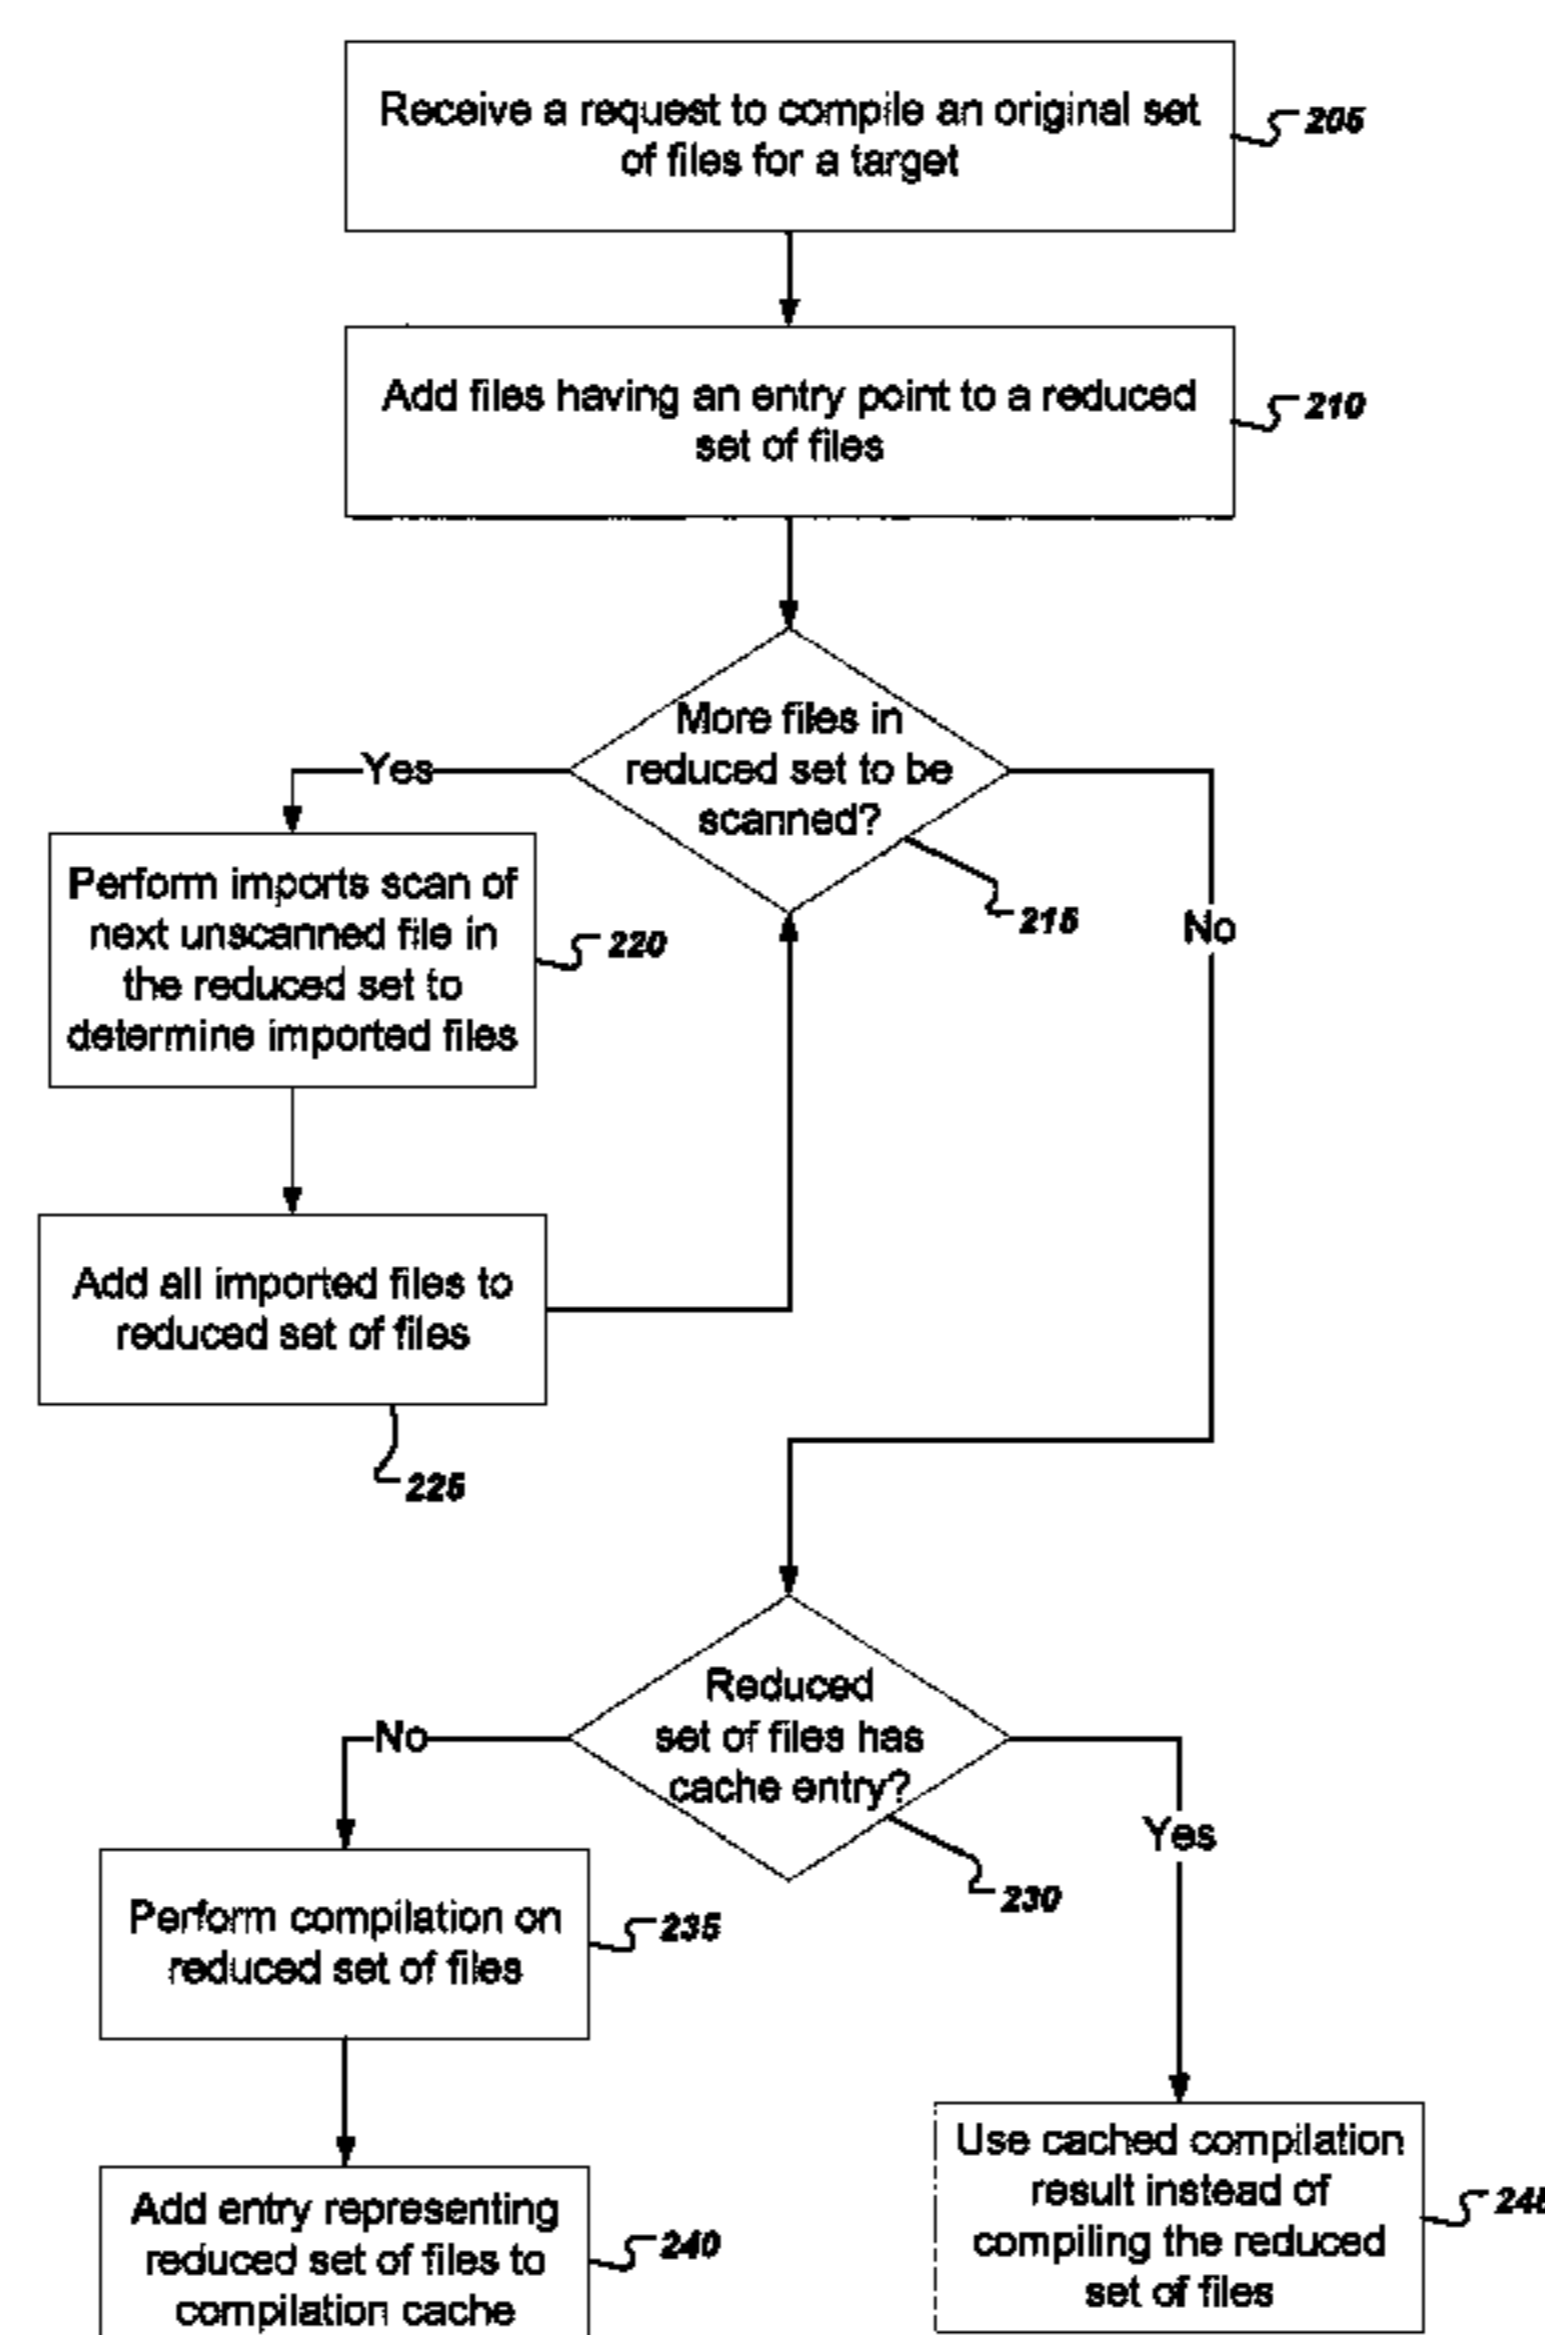 Receive a request to compile an original set
of files for a target
205
Add files having an entry point to a reduced
set of files
210
More files in
reduced set to be
scanned?
215
Yes
No
Perform imports scan of
next unscanned file in
the reduced set to
determine imported files
220
Add all imported files to
reduced set of files
225
Reduced
set of files has
cache entry?
230
No
Yes
Perform compilation on
reduced set of files
235
Add entry representing
reduced set of files to
compilation cache
240
Use cached compilation
result instead of
compiling the reduced
set of files